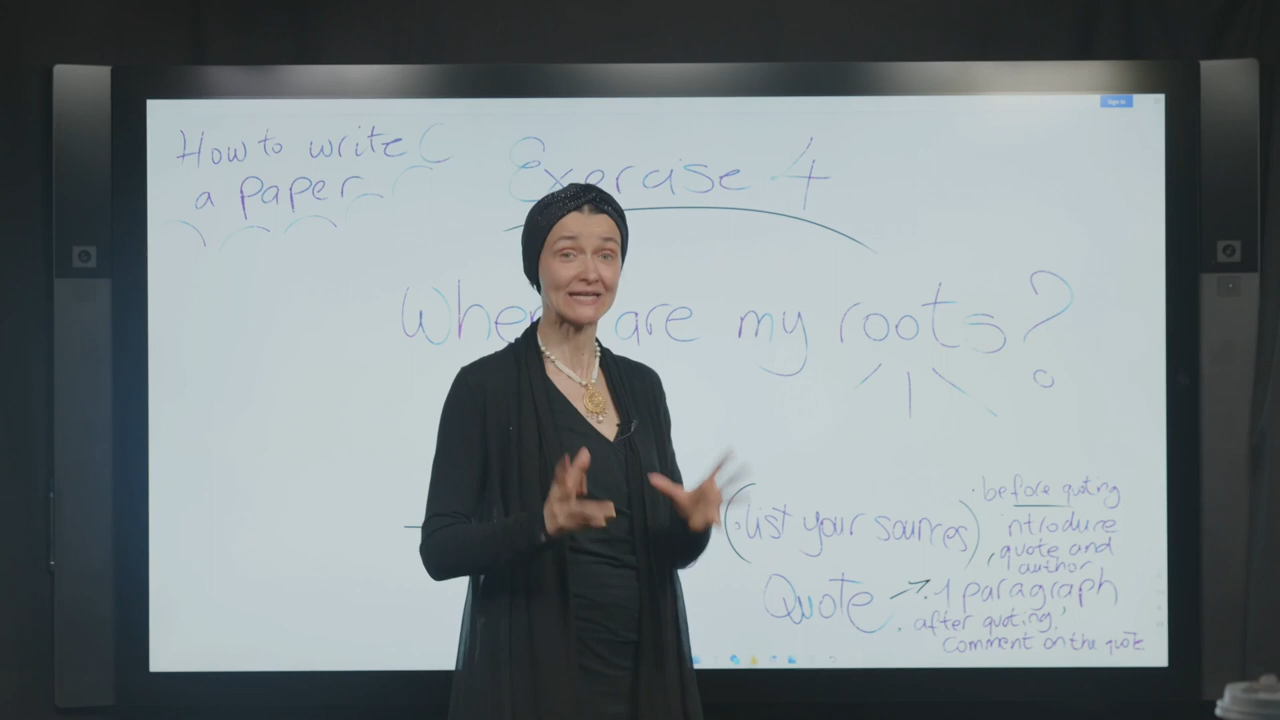 How to write
a paper
Exercise 4
Where are my roots?
(list your sources)
Quote
1 paragraph
before quoting
introduce
quote and
author
after quoting,
comment on the quote
Sign in